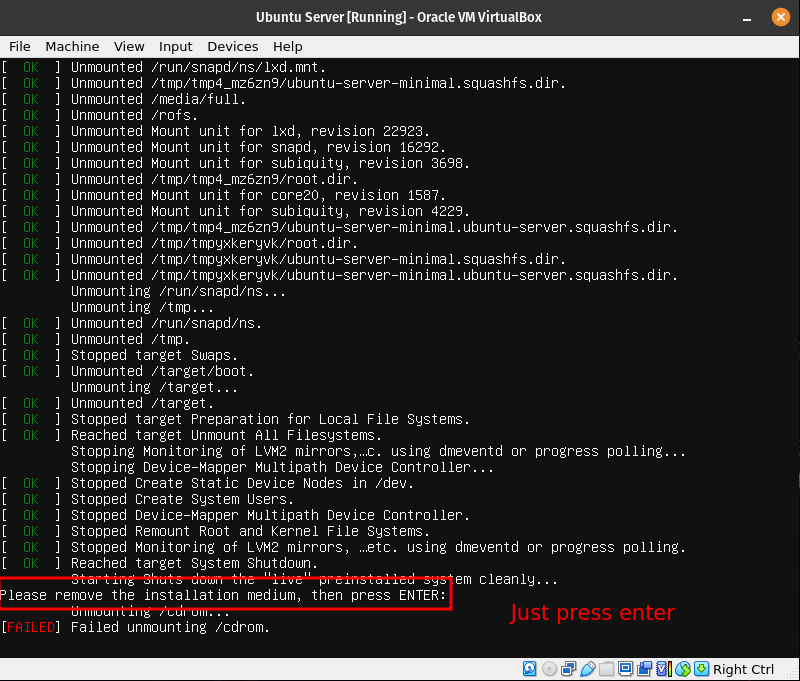 Ubuntu Server [Running] - Oracle VM VirtualBox
File Machine View Input Devices Help
[  OK  ] Unmounted /run/snapd/ns/lxd.mnt.
[  OK  ] Unmounted /tmp/tmp4_mz6zn9/ubuntu-server-minimal.squashfs.dir.
[  OK  ] Unmounted /media/full.
[  OK  ] Unmounted /rofs.
[  OK  ] Unmounted Mount unit for lxd, revision 22923.
[  OK  ] Unmounted Mount unit for snapd, revision 16292.
[  OK  ] Unmounted Mount unit for subiquity, revision 3698.
[  OK  ] Unmounted /tmp/tmp4_mz6zn9/root.dir.
[  OK  ] Unmounted Mount unit for core20, revision 1587.
[  OK  ] Unmounted Mount unit for subiquity, revision 4229.
[  OK  ] Unmounted /tmp/tmp4_mz6zn9/ubuntu-server-minimal.ubuntu-server.squashfs.dir.
[  OK  ] Unmounted /tmp/tmpyxkeryvk/root.dir.
[  OK  ] Unmounted /tmp/tmpyxkeryvk/ubuntu-server-minimal.squashfs.dir.
[  OK  ] Unmounted /tmp/tmpyxkeryvk/ubuntu-server-minimal.ubuntu-server.squashfs.dir.
Unmounting /run/snapd/ns...
Unmounting /tmp...
[  OK  ] Unmounted /run/snapd/ns.
[  OK  ] Unmounted /tmp.
[  OK  ] Stopped target Swaps.
[  OK  ] Unmounted /target/boot.
Unmounting /target...
[  OK  ] Unmounted /target.
[  OK  ] Stopped target Preparation for Local File Systems.
[  OK  ] Reached target Unmount All Filesystems.
Stopping Monitoring of LVM2 mirrors,…c. using dmeventd or progress polling...
Stopping Device-Mapper Multipath Device Controller...
[  OK  ] Stopped Create Static Device Nodes in /dev.
[  OK  ] Stopped Create System Users.
[  OK  ] Stopped Device-Mapper Multipath Device Controller.
[  OK  ] Stopped Remount Root and Kernel File Systems.
[  OK  ] Stopped Monitoring of LVM2 mirrors, …etc. using dmeventd or progress polling.
[  OK  ] Reached target System Shutdown.
Starting Shuts down the "live" preinstalled system cleanly...
Please remove the installation medium, then press ENTER:
Just press enter
Unmounting /cdrom...
[FAILED] Failed unmounting /cdrom.
Right Ctrl